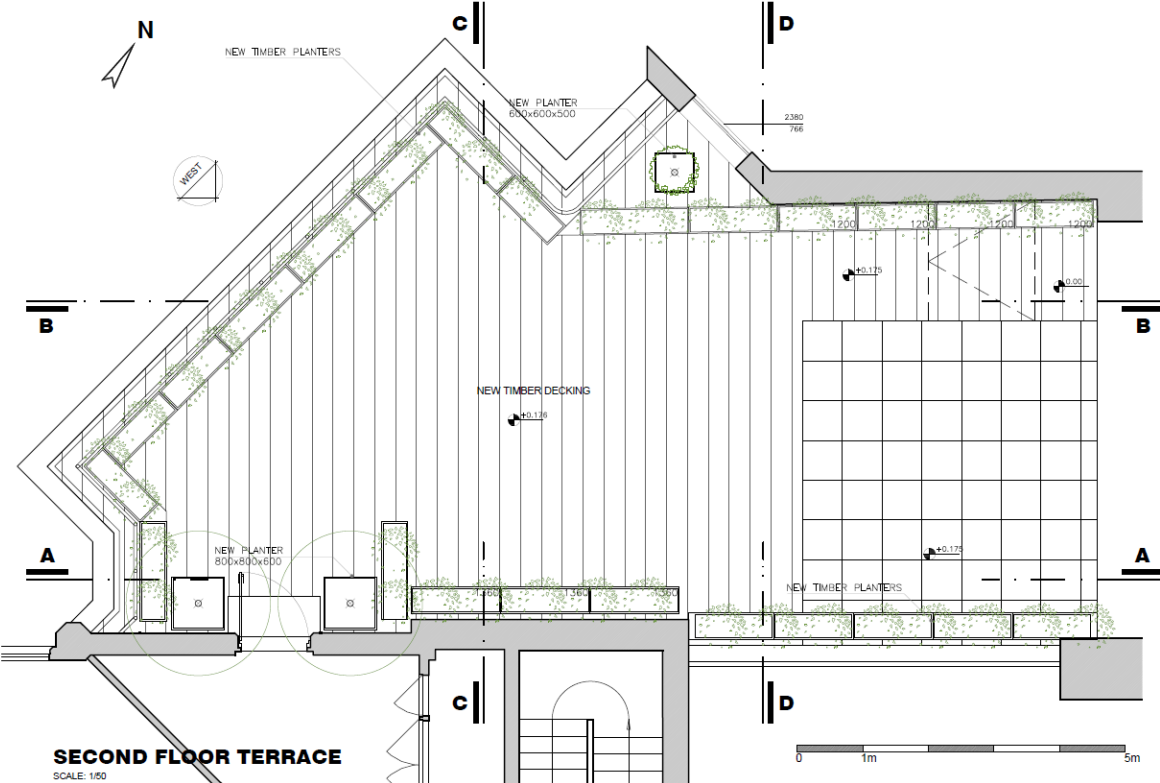 C
D
N
NEW TIMBER PLANTERS
NEW PLANTER
600x600x500
2380
766
WEST
1200
1200
1200
1200
+0.175
0.00
B
B
NEW TIMBER DECKING
+0.176
A
NEW PLANTER
800x800x600
+0.175
A
NEW TIMBER PLANTERS
1360
1360
1360
C
D
SECOND FLOOR TERRACE
SCALE: 1/50
0
1m
5m